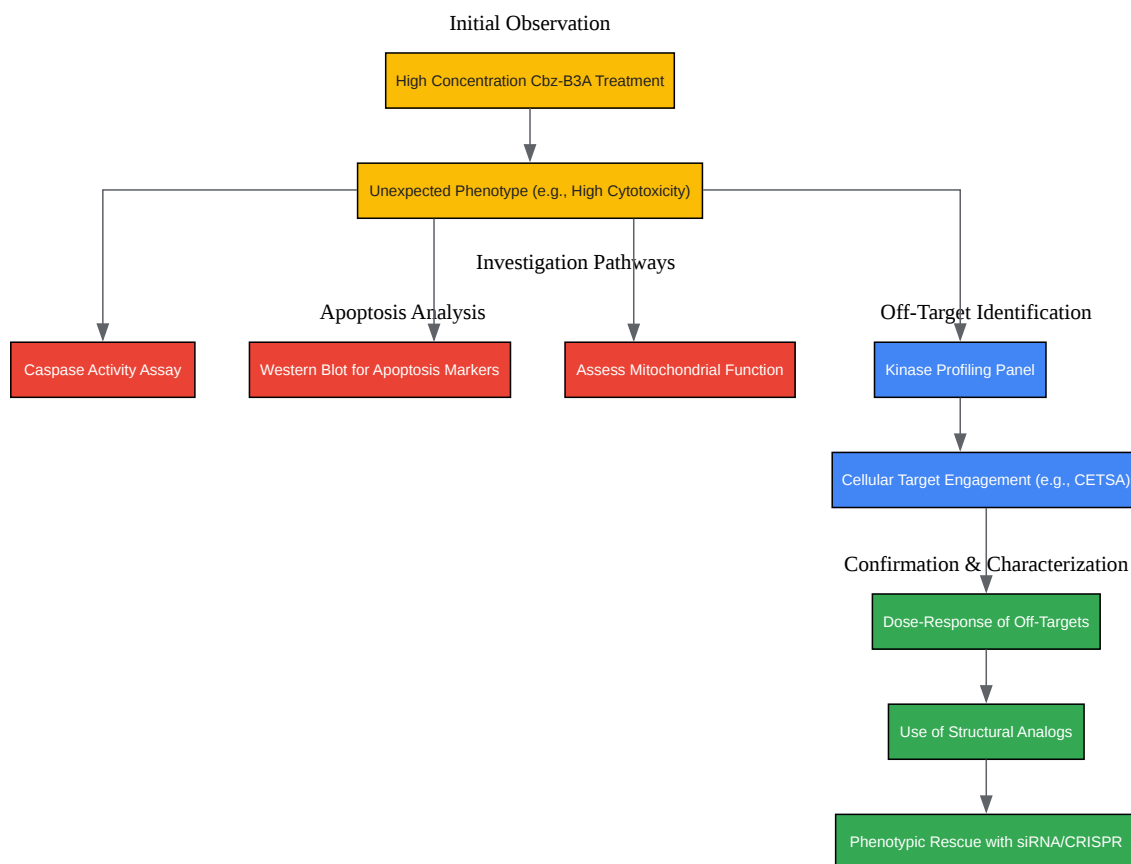 Initial Observation
High Concentration Cbz-B3A Treatment
Unexpected Phenotype (e.g., High Cytotoxicity)
Investigation Pathways
Apoptosis Analysis
Off-Target Identification
Caspase Activity Assay
Western Blot for Apoptosis Markers
Assess Mitochondrial Function
Kinase Profiling Panel
Cellular Target Engagement (e.g., CETSA)
Confirmation & Characterization
Dose-Response of Off-Targets
Use of Structural Analogs
Phenotypic Rescue with siRNA/CRISPR